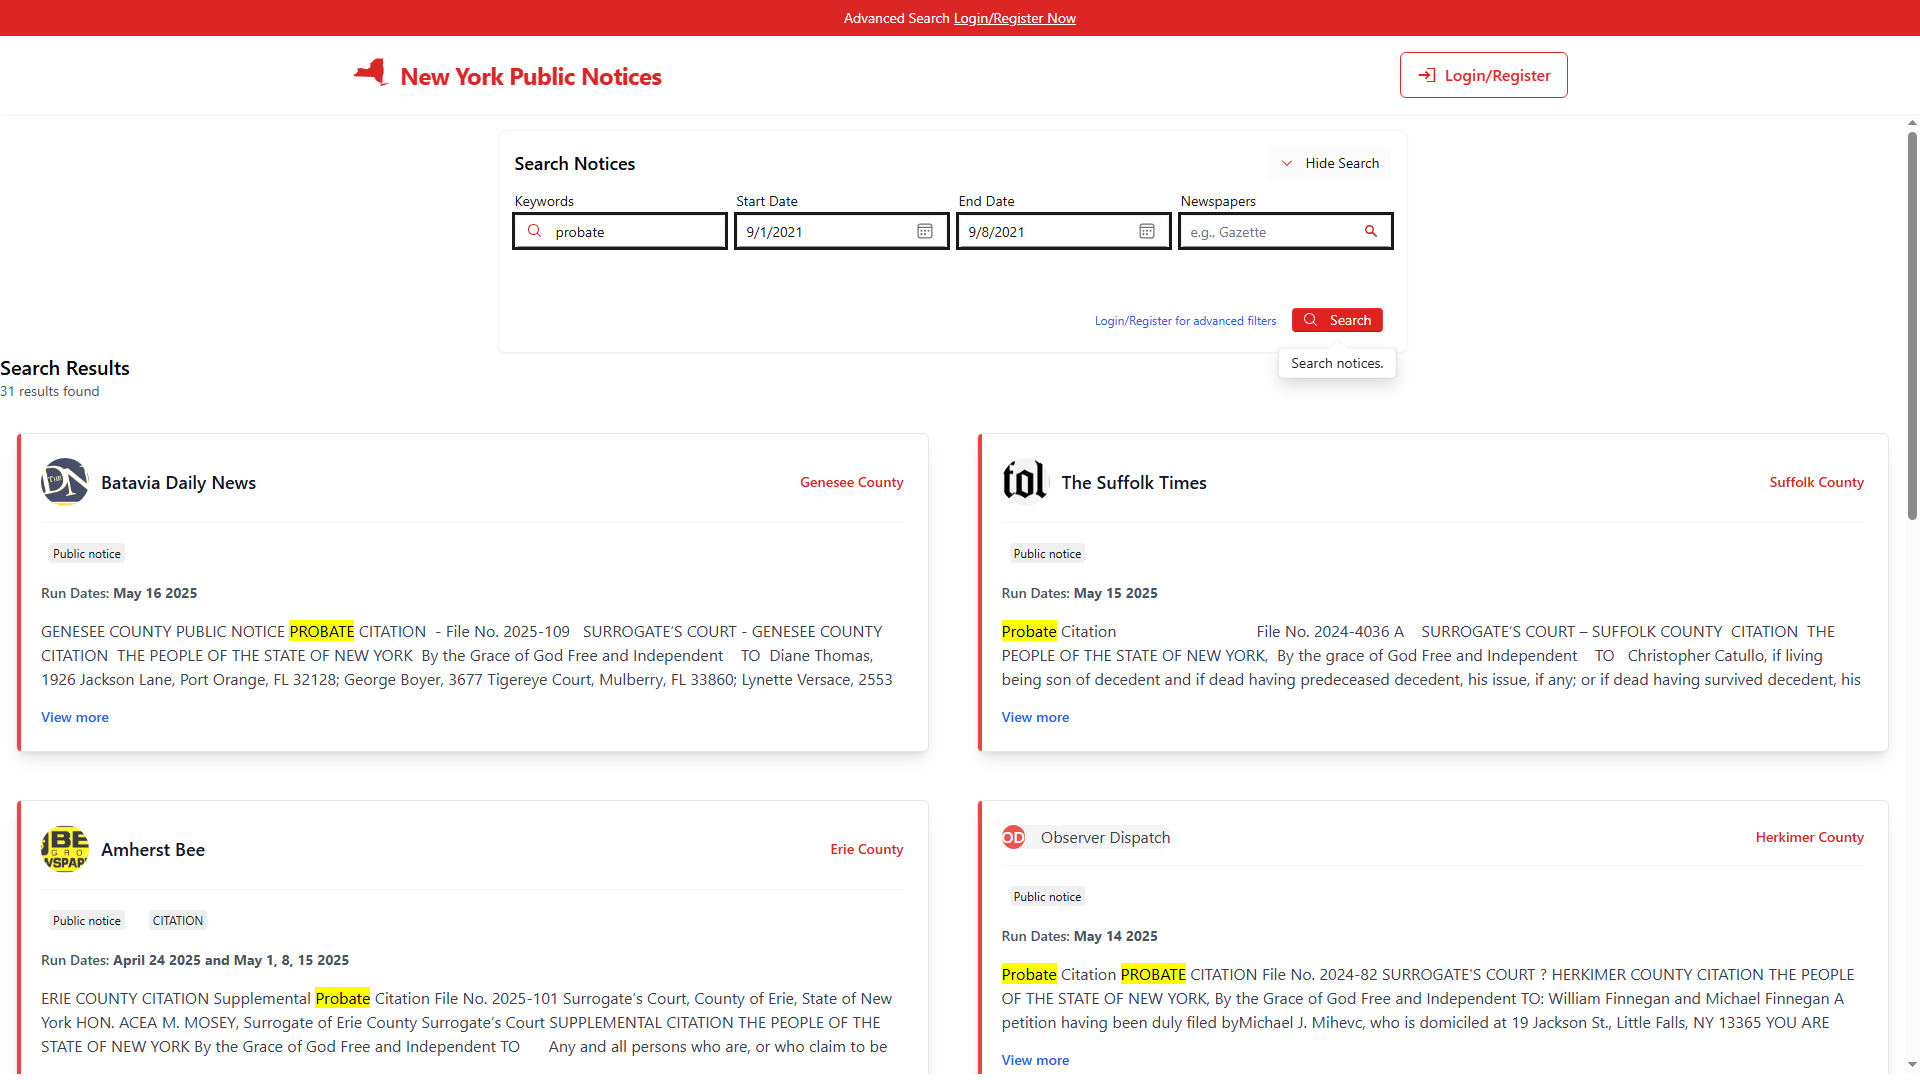 Advanced Search Login/Register Now
New York Public Notices
Login/Register
Search Notices
Hide Search
Keywords
Start Date
End Date
Newspapers
probate
9/1/2021
9/8/2021
e.g., Gazette
Login/Register for advanced filters
Search
Search notices.
Search Results
31 results found
THE DN
Batavia Daily News
Genesee County
Public notice
Run Dates: May 16 2025
GENESEE COUNTY PUBLIC NOTICE PROBATE CITATION - File No. 2025-109 SURROGATE’S COURT - GENESEE COUNTY
CITATION THE PEOPLE OF THE STATE OF NEW YORK By the Grace of God Free and Independent TO Diane Thomas,
1926 Jackson Lane, Port Orange, FL 32128; George Boyer, 3677 Tigereye Court, Mulberry, FL 33860; Lynette Versace, 2553
View more
The Suffolk Times
Suffolk County
Public notice
Run Dates: May 15 2025
Probate Citation File No. 2024-4036 A SURROGATE’S COURT – SUFFOLK COUNTY CITATION THE
PEOPLE OF THE STATE OF NEW YORK, By the grace of God Free and Independent TO Christopher Catullo, if living
being son of decedent and if dead having predeceased decedent, his issue, if any; or if dead having survived decedent, his
View more
BE
GRO
WSPAP
Amherst Bee
Erie County
Public notice
CITATION
Run Dates: April 24 2025 and May 1, 8, 15 2025
ERIE COUNTY CITATION Supplemental Probate Citation File No. 2025-101 Surrogate’s Court, County of Erie, State of New
York HON. ACEA M. MOSEY, Surrogate of Erie County Surrogate’s Court SUPPLEMENTAL CITATION THE PEOPLE OF THE
STATE OF NEW YORK By the Grace of God Free and Independent TO Any and all persons who are, or who claim to be
OD
Observer Dispatch
Herkimer County
Public notice
Run Dates: May 14 2025
Probate Citation PROBATE CITATION File No. 2024-82 SURROGATE'S COURT ? HERKIMER COUNTY CITATION THE PEOPLE
OF THE STATE OF NEW YORK, By the Grace of God Free and Independent TO: William Finnegan and Michael Finnegan A
petition having been duly filed byMichael J. Mihevc, who is domiciled at 19 Jackson St., Little Falls, NY 13365 YOU ARE
View more